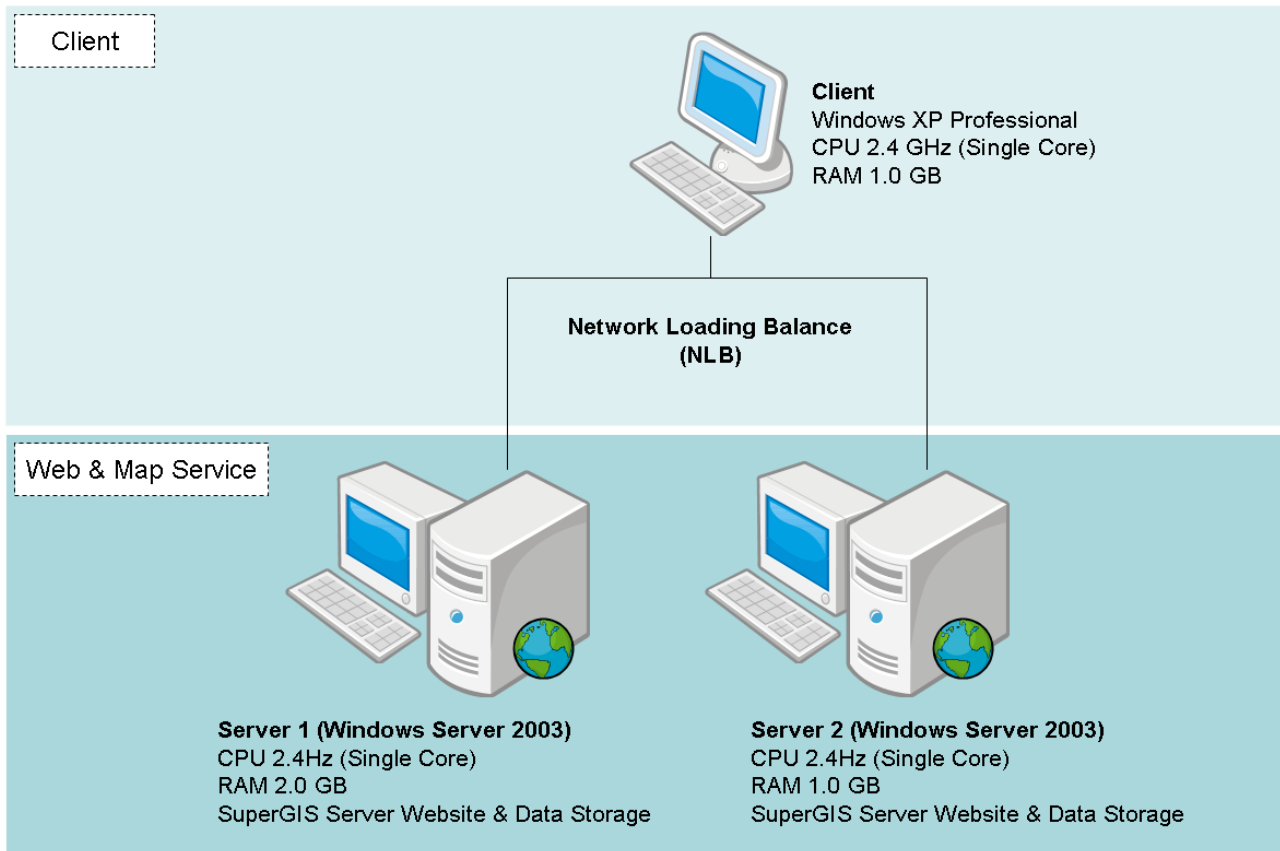 Client
Client
Windows XP Professional
CPU 2.4 GHz (Single Core)
RAM 1.0 GB
Network Loading Balance
(NLB)
Web & Map Service
Server 1 (Windows Server 2003)
CPU 2.4Hz (Single Core)
RAM 2.0 GB
SuperGIS Server Website & Data Storage
Server 2 (Windows Server 2003)
CPU 2.4Hz (Single Core)
RAM 1.0 GB
SuperGIS Server Website & Data Storage